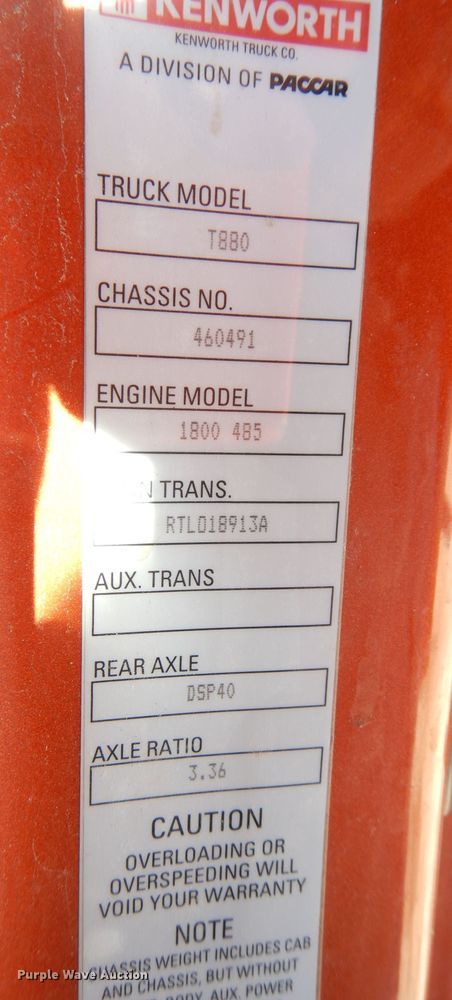 KENWORTH
KENWORTH TRUCK CO.
A DIVISION OF PACCAR
TRUCK MODEL
T880
CHASSIS NO.
460491
ENGINE MODEL
1800 485
TRANS.
RTLO18913A
AUX. TRANS
REAR AXLE
DSP40
AXLE RATIO
3.36
CAUTION
OVERLOADING OR
OVERSPEEDING WILL
VOID YOUR WARRANTY
NOTE
CHASSIS WEIGHT INCLUDES CAB
AND CHASSIS, BUT WITHOUT
BODY, AUX. POWER
Purple Wave Auction